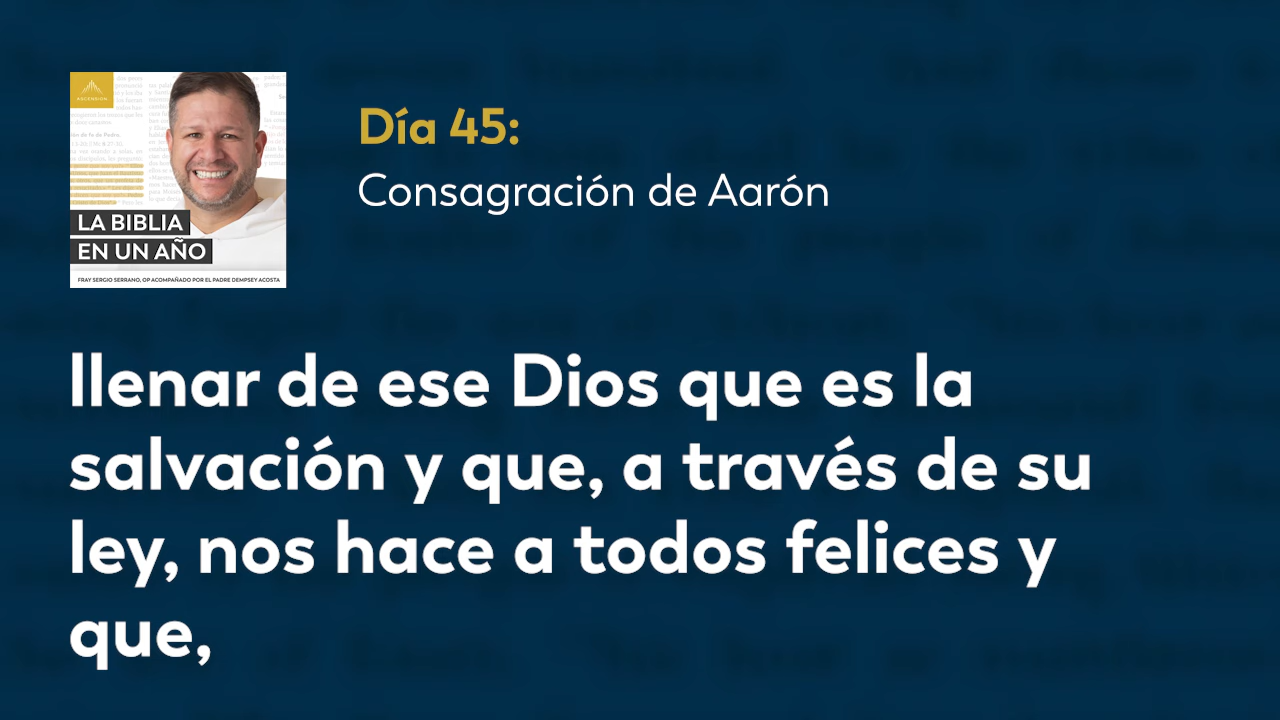 ASCENSION
LA BIBLIA
EN UN AÑO
FRAY SERGIO SERRANO, OP ACOMPAÑADO POR EL PADRE DEMPSEY ACOSTA
Día 45:
Consagración de Aarón
llenar de ese Dios que es la
salvación y que, a través de su
ley, nos hace a todos felices y
que,